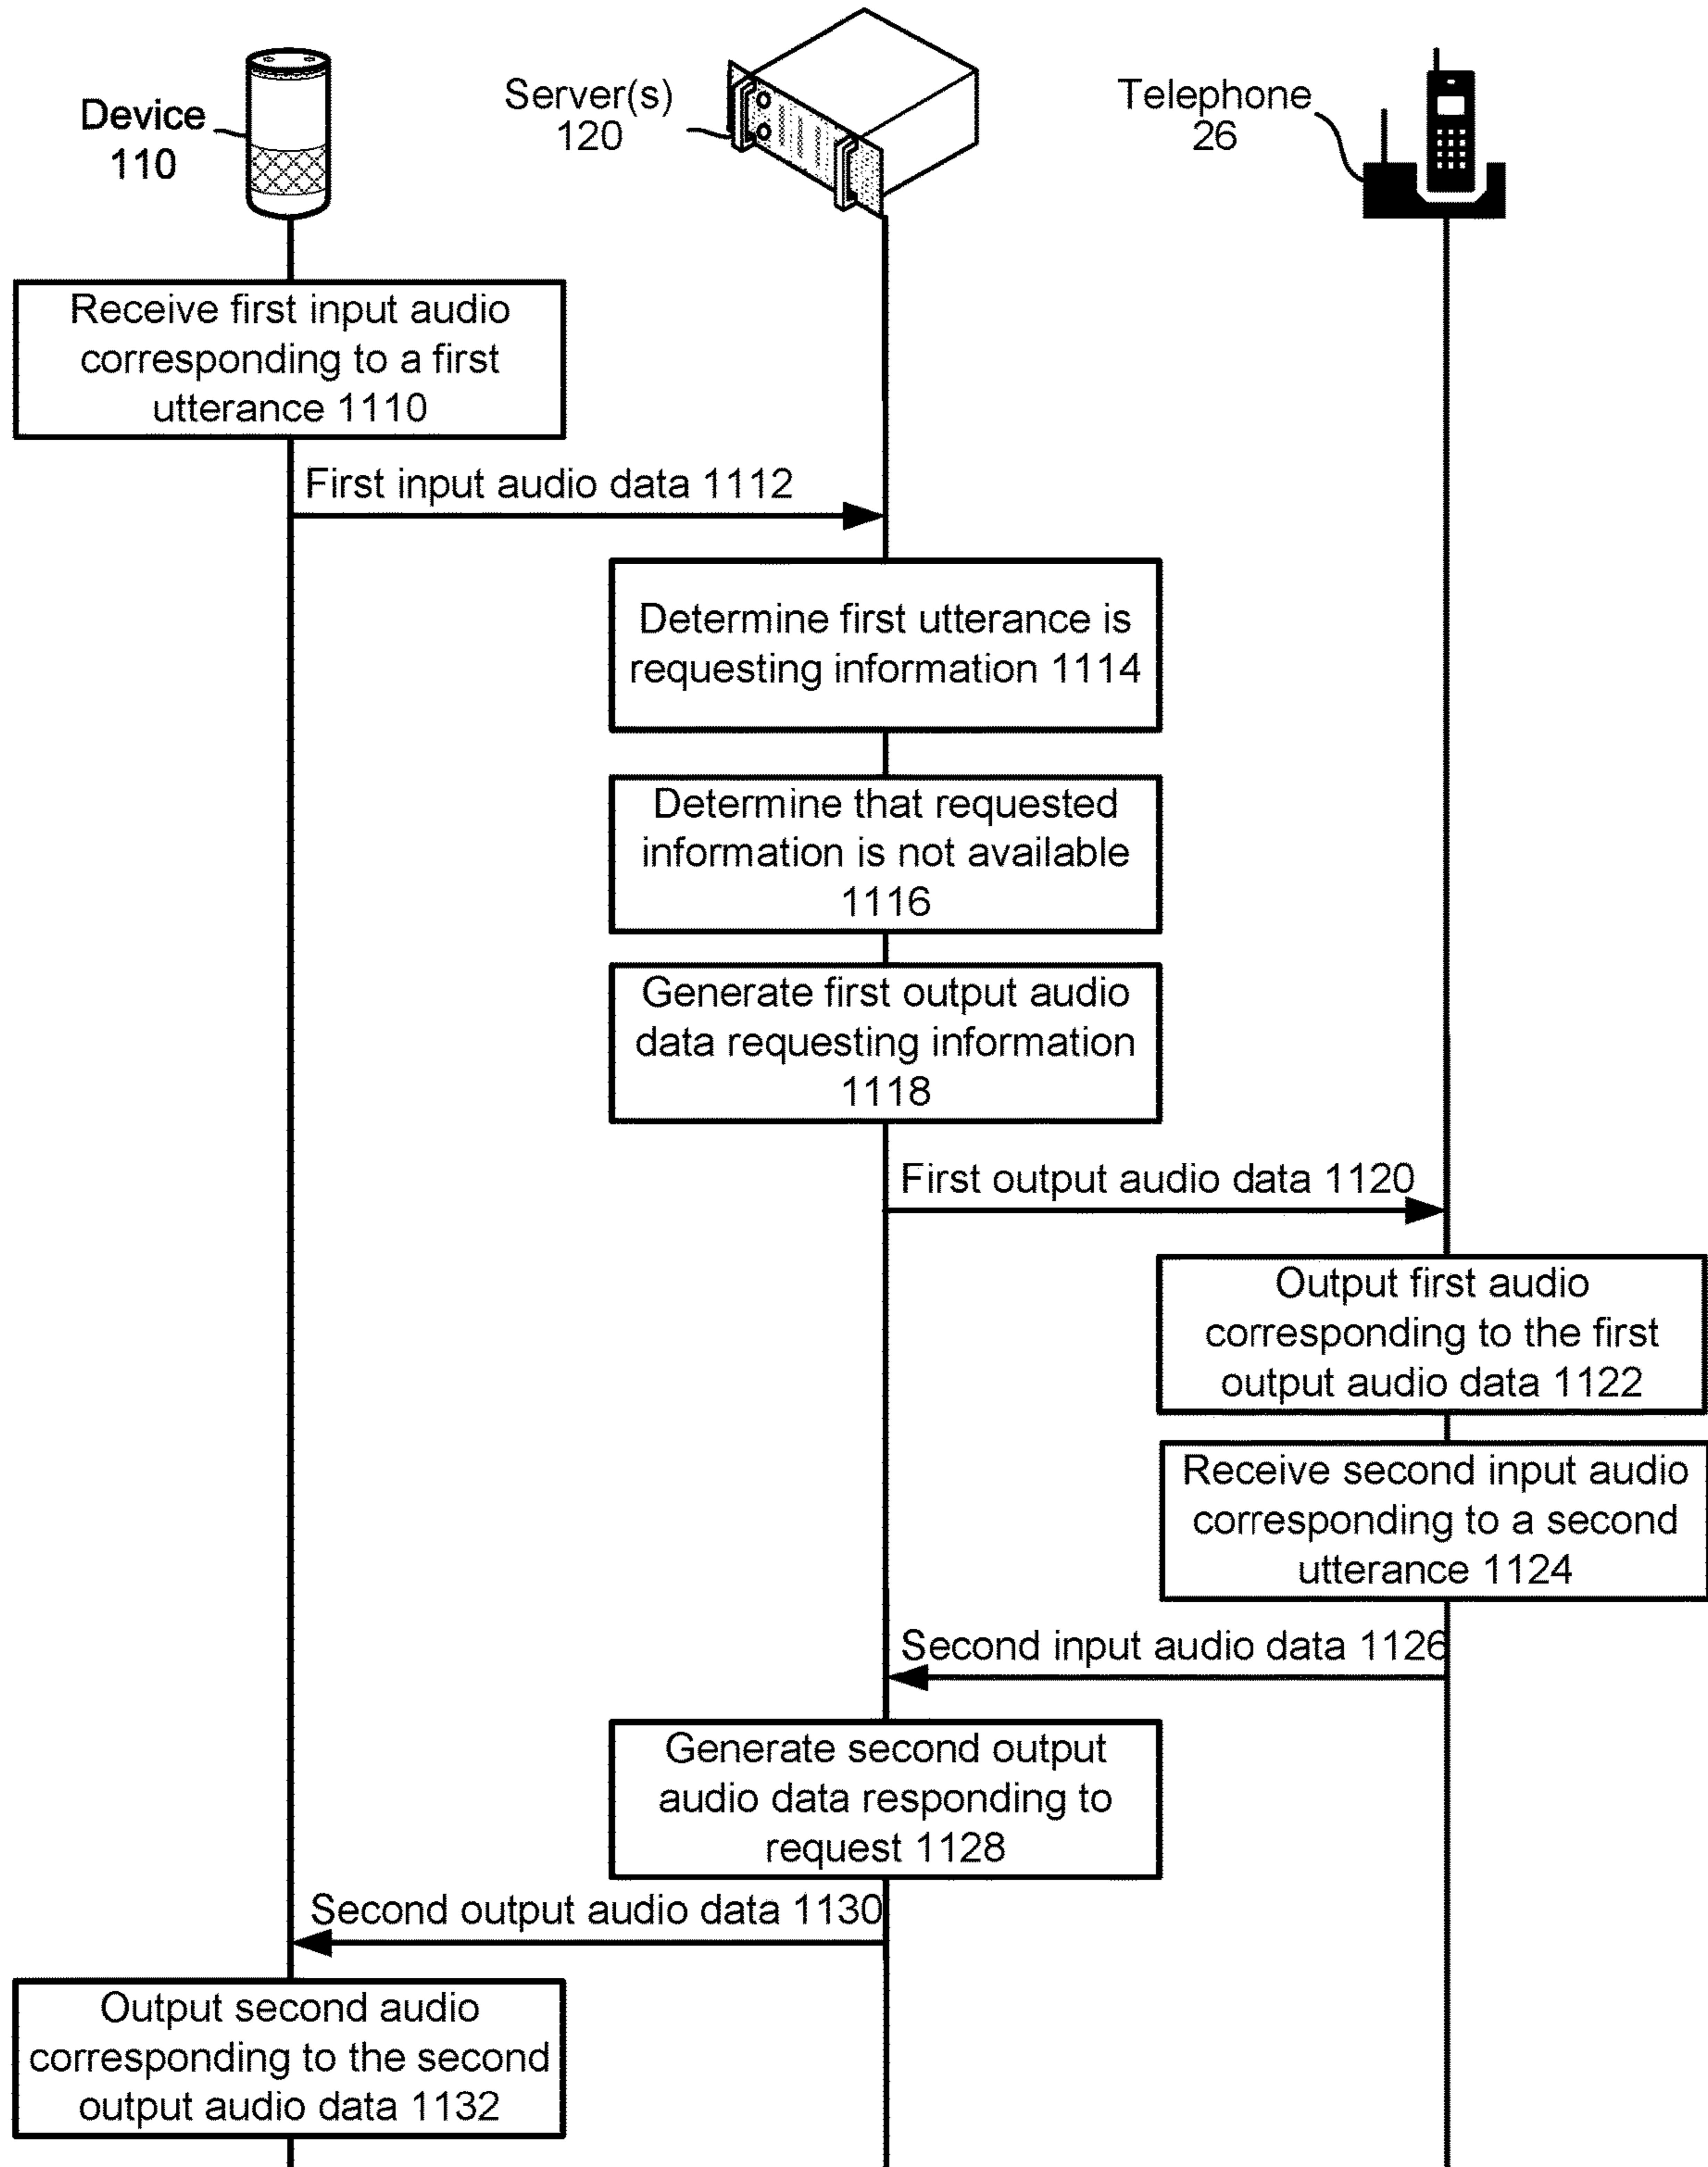 Device
110
Server(s)
120
Telephone
26
Receive first input audio
corresponding to a first
utterance 1110
First input audio data 1112
Determine first utterance is
requesting information 1114
Determine that requested
information is not available
1116
Generate first output audio
data requesting information
1118
First output audio data 1120
Output first audio
corresponding to the first
output audio data 1122
Receive second input audio
corresponding to a second
utterance 1124
Second input audio data 1126
Generate second output
audio data responding to
request 1128
Second output audio data 1130
Output second audio
corresponding to the second
output audio data 1132